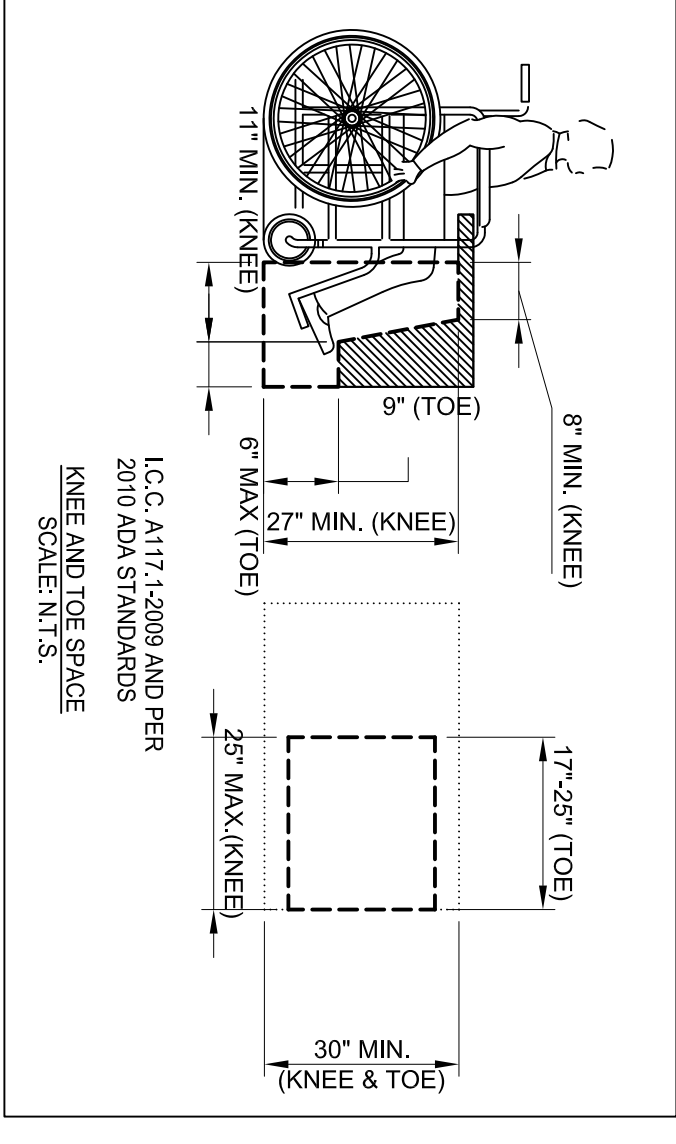 8" MIN. (KNEE)
11" MIN. (KNEE)
9" (TOE)
6" MAX (TOE)
27" MIN. (KNEE)
17"-25" (TOE)
25" MAX.(KNEE)
30" MIN.
(KNEE & TOE)
I.C.C. A117.1-2009 AND PER
2010 ADA STANDARDS
KNEE AND TOE SPACE
SCALE: N.T.S.